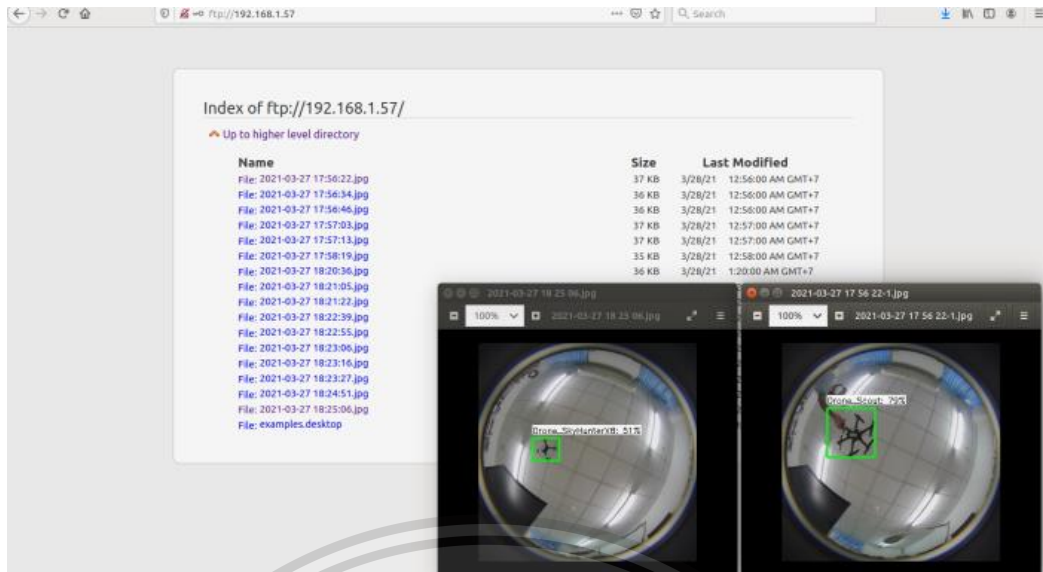 ftp://192.168.1.57
Search
Index of ftp://192.168.1.57/
Up to higher level directory
Name Size Last Modified
File: 2021-03-27 17:56:22.jpg 37 KB 3/28/21 12:56:00 AM GMT+7
File: 2021-03-27 17:56:34.jpg 36 KB 3/28/21 12:56:00 AM GMT+7
File: 2021-03-27 17:56:46.jpg 36 KB 3/28/21 12:56:00 AM GMT+7
File: 2021-03-27 17:57:03.jpg 37 KB 3/28/21 12:57:00 AM GMT+7
File: 2021-03-27 17:57:13.jpg 37 KB 3/28/21 12:57:00 AM GMT+7
File: 2021-03-27 17:58:19.jpg 35 KB 3/28/21 12:58:00 AM GMT+7
File: 2021-03-27 18:20:36.jpg 36 KB 3/28/21 1:20:00 AM GMT+7
File: 2021-03-27 18:21:05.jpg
File: 2021-03-27 18:21:22.jpg
File: 2021-03-27 18:22:39.jpg
File: 2021-03-27 18:22:55.jpg
File: 2021-03-27 18:23:06.jpg
File: 2021-03-27 18:23:16.jpg
File: 2021-03-27 18:23:27.jpg
File: 2021-03-27 18:24:51.jpg
File: 2021-03-27 18:25:06.jpg
File: examples.desktop
2021-03-27 18 25 06.jpg
100% 2021-03-27 18 25 06.jpg
Drone_SkyHunterX8: 51%
2021-03-27 17 56 22-1.jpg
100% 2021-03-27 17 56 22-1.jpg
Drone_Scout: 79%